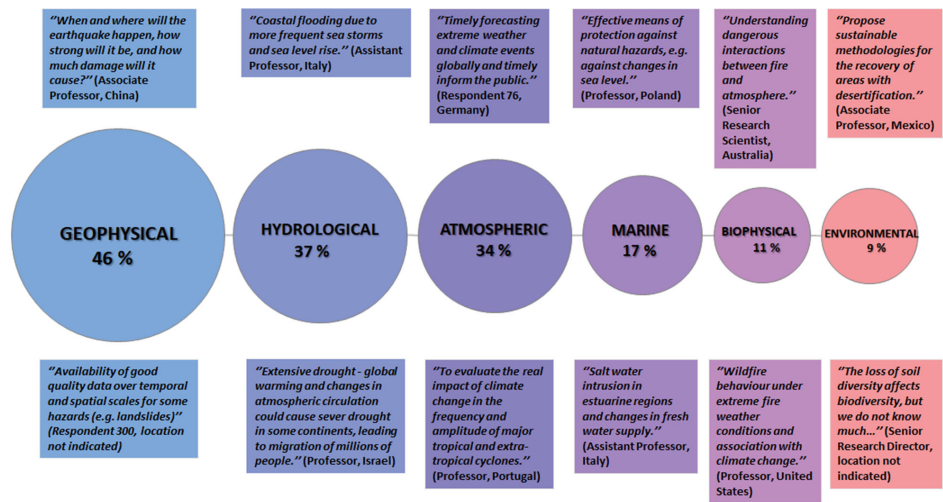 ‘’When and where will the
earthquake happen, how
strong will it be, and how
much damage will it
cause?’’ (Associate
Professor, China)
‘’Coastal flooding due to
more frequent sea storms
and sea level rise.’’ (Assistant
Professor, Italy)
‘’Timely forecasting
extreme weather
and climate events
globally and timely
inform the public.’’
(Respondent 76,
Germany)
‘’Effective means of
protection against
natural hazards, e.g.
against changes in
sea level.’’
(Professor, Poland)
‘’Understanding
dangerous
interactions
between fire
and
atmosphere.’’
(Senior
Research
Scientist,
Australia)
‘’Propose
sustainable
methodologies for
the recovery of
areas with
desertification.’’
(Associate
Professor, Mexico)
GEOPHYSICAL
46 %
HYDROLOGICAL
37 %
ATMOSPHERIC
34 %
MARINE
17 %
BIOPHYSICAL
11 %
ENVIRONMENTAL
9 %
‘’Availability of good
quality data over temporal
and spatial scales for some
hazards (e.g. landslides)’’
(Respondent 300, location
not indicated)
‘’Extensive drought - global
warming and changes in
atmospheric circulation
could cause sever drought
in some continents, leading
to migration of millions of
people.’’ (Professor, Israel)
‘’To evaluate the real
impact of climate
change in the
frequency and
amplitude of major
tropical and extra-
tropical cyclones.’’
(Professor, Portugal)
‘’Salt water
intrusion in
estuarine regions
and changes in fresh
water supply.’’
(Assistant Professor,
Italy)
‘’Wildfire
behaviour under
extreme fire
weather
conditions and
association with
climate change.’’
(Professor, United
States)
‘’The loss of soil
diversity affects
biodiversity, but
we do not know
much...’’ (Senior
Research Director,
location not
indicated)